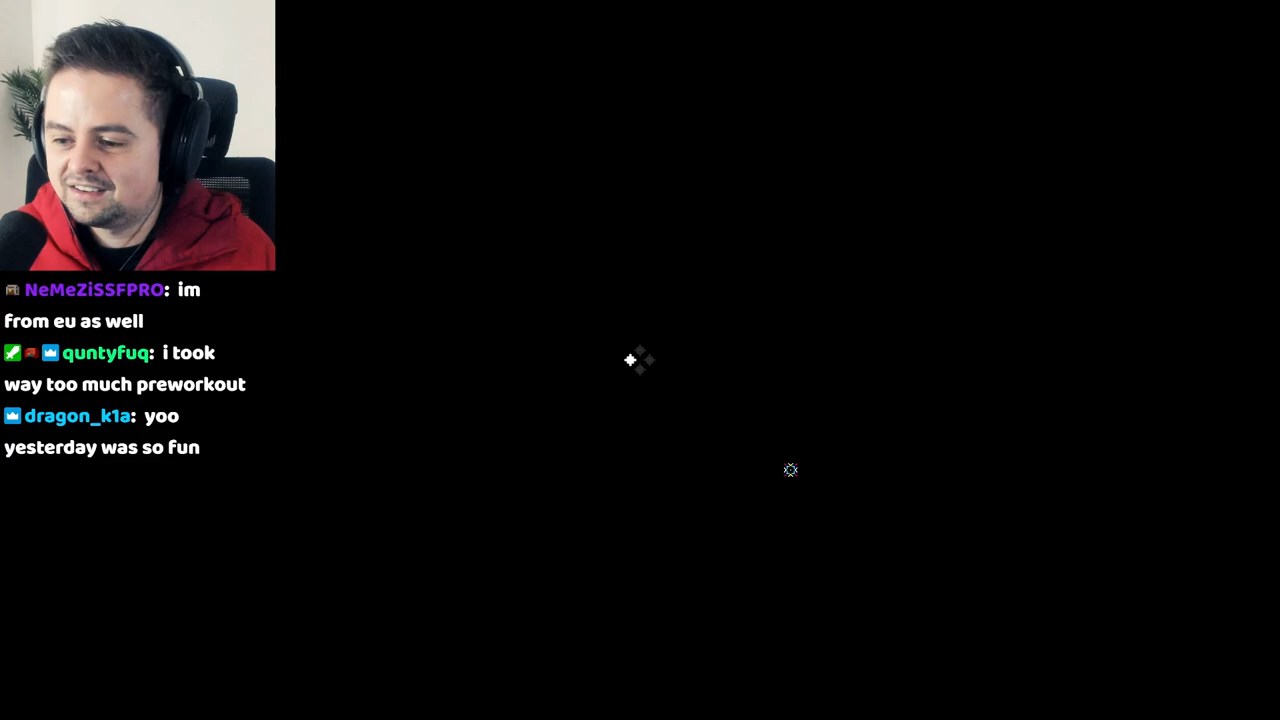 NeMeZiSSFPRO: im
from eu as well
quntyfuq: i took
way too much preworkout
dragon_k1a: yoo
yesterday was so fun